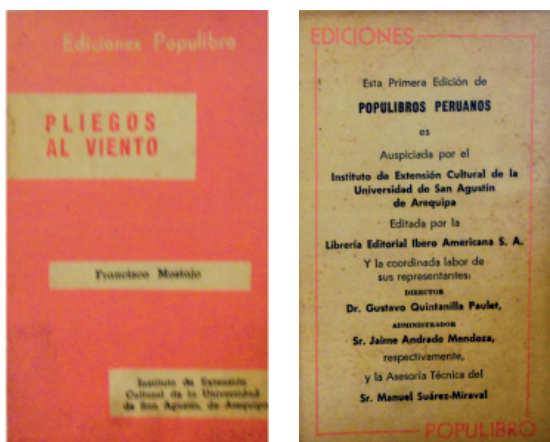 Ediciones Populibro
PLIEGOS
AL VIENTO
Francisco Mostajo
Instituto de Extensión
Cultural de la Universidad
de San Agustín, de Arequipa
EDICIONES
Esta Primera Edición de
POPULIBROS PERUANOS
es
Auspiciada por el
Instituto de Extensión Cultural de la
Universidad de San Agustín
de Arequipa
Editada por la
Librería Editorial Ibero Americana S. A.
Y la coordinada labor de
sus representantes:
DIRECTOR
Dr. Gustavo Quintanilla Paulet,
ADMINISTRADOR
Sr. Jaime Andrade Mendoza,
respectivamente,
y la Asesoría Técnica del
Sr. Manuel Suárez-Miraval
POPULIBRO